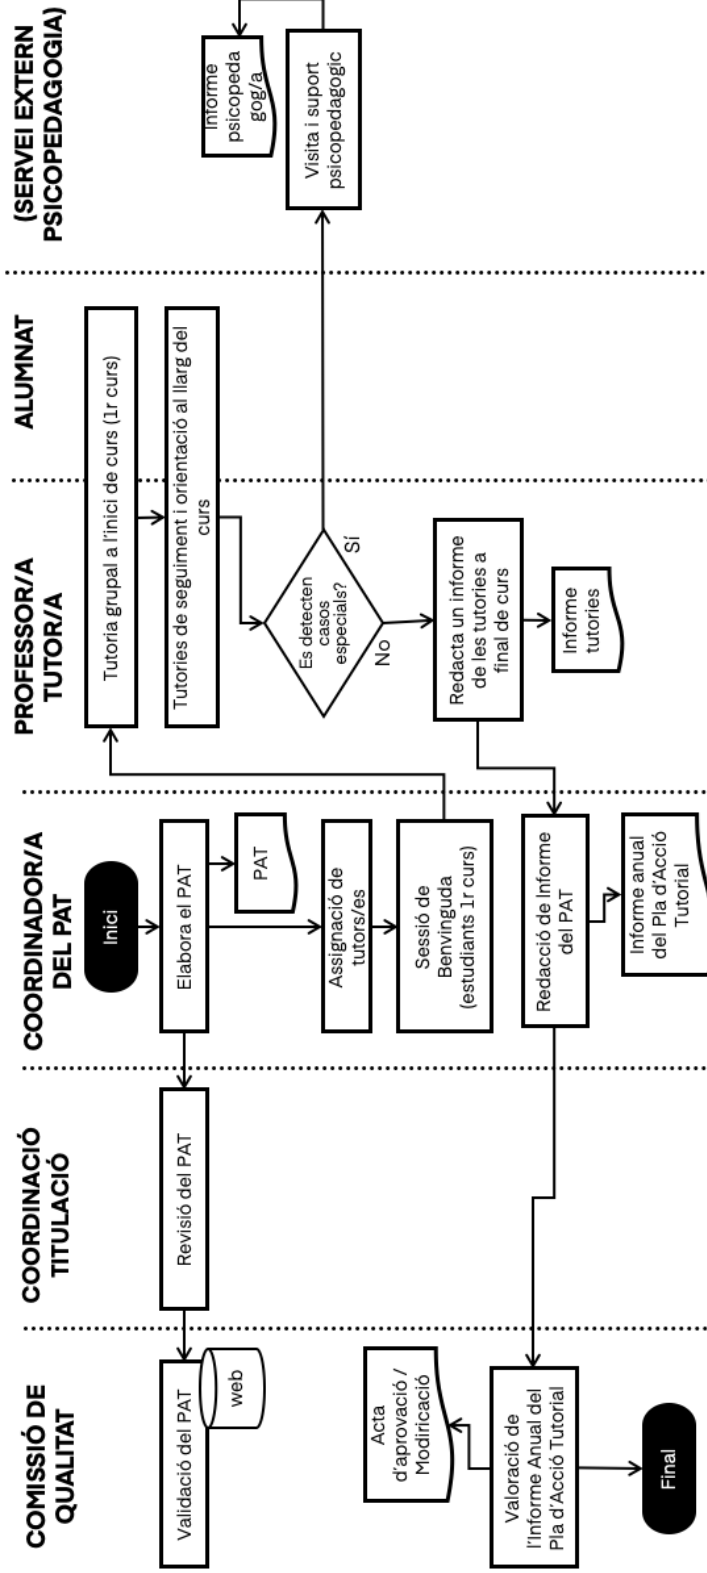 COMISSIÓ DE
QUALITAT
COORDINACIÓ
TITULACIÓ
COORDINADOR/A
DEL PAT
PROFESSOR/A
TUTOR/A
ALUMNAT
(SERVEI EXTERN
PSICOPEDAGOGIA)
Inici
Tutoria grupal a l'inici de curs (1r curs)
Validació del PAT
web
Revisió del PAT
Elabora el PAT
PAT
Tutories de seguiment i orientació al llarg del
curs
Informe
psicopeda
gog/a
Assignació de
tutors/es
Es detecten
casos
especials?
Sí
No
Visita i suport
psicopedagogic
Acta
d'aprovació /
Modiricació
Sessió de
Benvinguda
(estudiants 1r curs)
Redacta un informe
de les tutories a
final de curs
Valoració de
l'Informe Anual del
Pla d'Acció Tutorial
Redacció de Informe
del PAT
Informe
tutories
Final
Informe anual
del Pla d'Acció
Tutorial